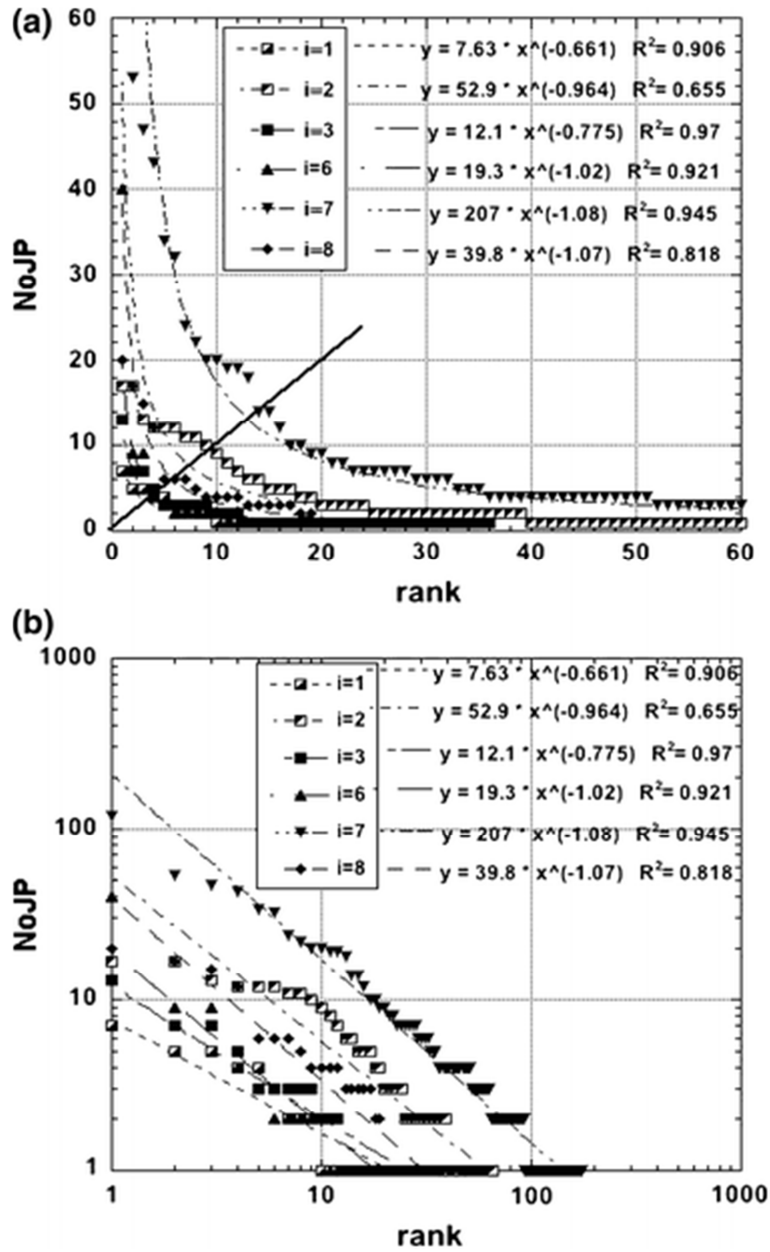 (a)
60
50
40
30
20
10
0
NoJP
i=1 y = 7.63 * x^(-0.661) R²= 0.906
i=2 y = 52.9 * x^(-0.964) R²= 0.655
i=3 y = 12.1 * x^(-0.775) R²= 0.97
i=6 y = 19.3 * x^(-1.02) R²= 0.921
i=7 y = 207 * x^(-1.08) R²= 0.945
i=8 y = 39.8 * x^(-1.07) R²= 0.818
0 10 20 30 40 50 60
rank
(b)
1000
100
10
1
NoJP
i=1 y = 7.63 * x^(-0.661) R²= 0.906
i=2 y = 52.9 * x^(-0.964) R²= 0.655
i=3 y = 12.1 * x^(-0.775) R²= 0.97
i=6 y = 19.3 * x^(-1.02) R²= 0.921
i=7 y = 207 * x^(-1.08) R²= 0.945
i=8 y = 39.8 * x^(-1.07) R²= 0.818
1 10 100 1000
rank